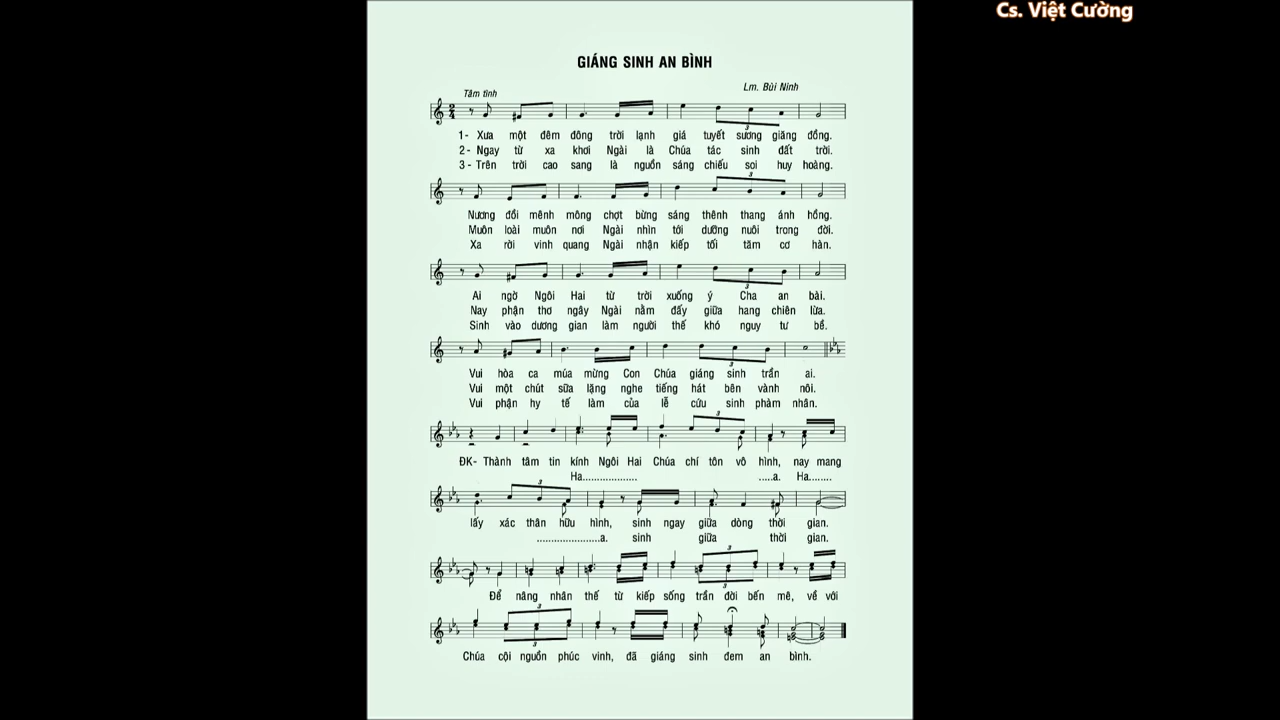 Cs. Việt Cường
GIÁNG SINH AN BÌNH
Lm. Bùi Ninh
Tâm tình
1- Xưa một đêm đông trời lạnh giá tuyết sương giăng đồng.
2- Ngay từ xa khơi Ngài là Chúa tác sinh đất trời.
3- Trên trời cao sang là nguồn sáng chiếu soi huy hoàng.
Nương đồi mênh mông chợt bừng sáng thênh thang ánh hồng.
Muôn loài muôn nơi Ngài nhìn tới dưỡng nuôi trong đời.
Xa rời vinh quang Ngài nhận kiếp tối tăm cơ hàn.
Ai ngờ Ngôi Hai từ trời xuống ý Cha an bài.
Nay phận thơ ngây Ngài nằm đấy giữa hang chiên lừa.
Sinh vào dương gian làm người thế khó nguy tư bề.
Vui hòa ca múa mừng Con Chúa giáng sinh trần ai.
Vui một chút sữa lặng nghe tiếng hát bên vành nôi.
Vui phận hy tế làm của lễ cứu sinh phàm nhân.
ĐK- Thành tâm tin kính Ngôi Hai Chúa chí tôn vô hình, nay mang
Ha.................. .....a. Ha........
lấy xác thân hữu hình, sinh ngay giữa dòng thời gian.
.....................a. sinh giữa thời gian.
Để nâng nhân thế từ kiếp sống trần đời bến mê, về với
Chúa cội nguồn phúc vinh, đã giáng sinh đem an bình.